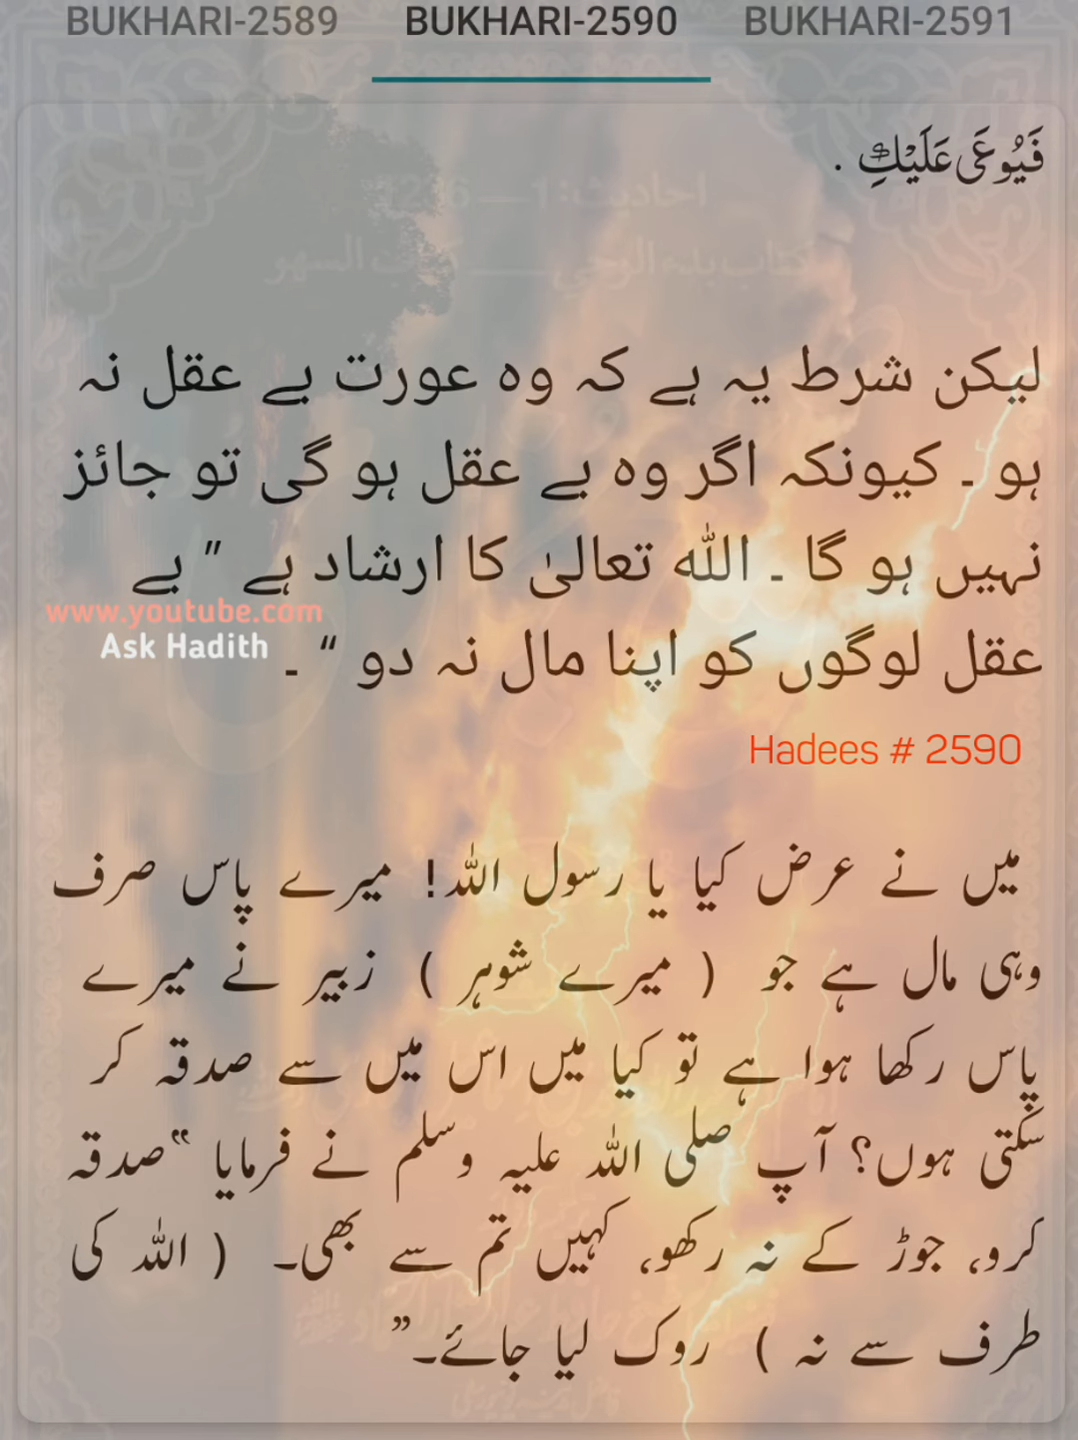 BUKHARI-2589 BUKHARI-2590 BUKHARI-2591
فَيُوعَى عَلَيْكِ .
لیکن شرط یہ ہے کہ وہ عورت بے عقل نہ
ہو ۔ کیونکہ اگر وہ بے عقل ہو گی تو جائز
نہیں ہو گا ۔ اللہ تعالیٰ کا ارشاد ہے ” بے
www.youtube.com
Ask Hadith
عقل لوگوں کو اپنا مال نہ دو “ ۔
Hadees # 2590
میں نے عرض کیا یا رسول اللہ! میرے پاس صرف
وہی مال ہے جو ( میرے شوہر ) زبیر نے میرے
پاس رکھا ہوا ہے تو کیا میں اس میں سے صدقہ کر
سکتی ہوں؟ آپ صلی اللہ علیہ وسلم نے فرمایا “صدقہ
کرو، جوڑ کے نہ رکھو، کہیں تم سے بھی۔ ( اللہ کی
طرف سے نہ ) روک لیا جائے۔”